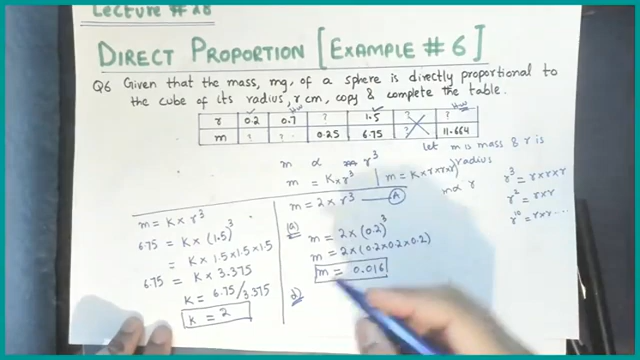 Lecture #28
DIRECT PROPORTION [EXAMPLE # 6]
Q6 Given that the mass, mg, of a sphere is directly proportional to
the cube of its radius, r cm, copy & complete the table.
H.W H.W
r 0.2 0.7 ? 1.5 ? ?
m ? ? 0.25 6.75 ? 11.664
let m is mass & r is
radius
m α r³
m = K × r³ m = K × r × r × r
m α r
r³ = r×r×r
r² = r×r
r¹⁰ = r×r....
m = 2 × r³ — A
m = K × r³
6.75 = K × (1.5)³
= K × 1.5 × 1.5 × 1.5
6.75 = K × 3.375
K = 6.75/3.375
K = 2
(a) m = 2 × (0.2)³
m = 2 × (0.2×0.2×0.2)
m = 0.016